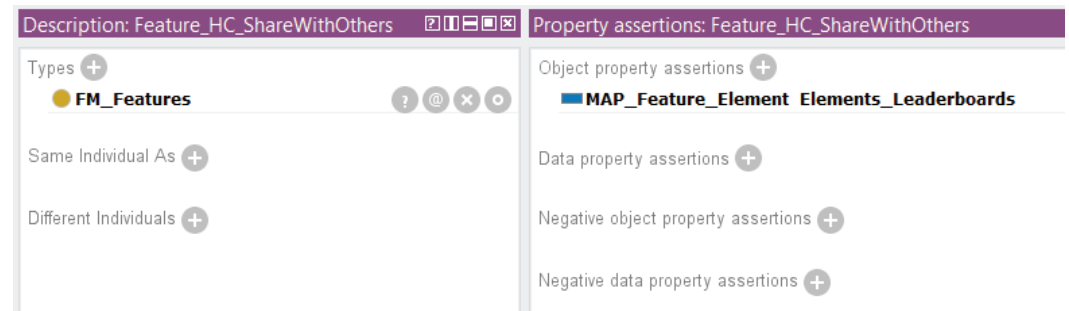 Description: Feature_HC_ShareWithOthers
Types
FM_Features
Same Individual As
Different Individuals
Property assertions: Feature_HC_ShareWithOthers
Object property assertions
MAP_Feature_Element Elements_Leaderboards
Data property assertions
Negative object property assertions
Negative data property assertions